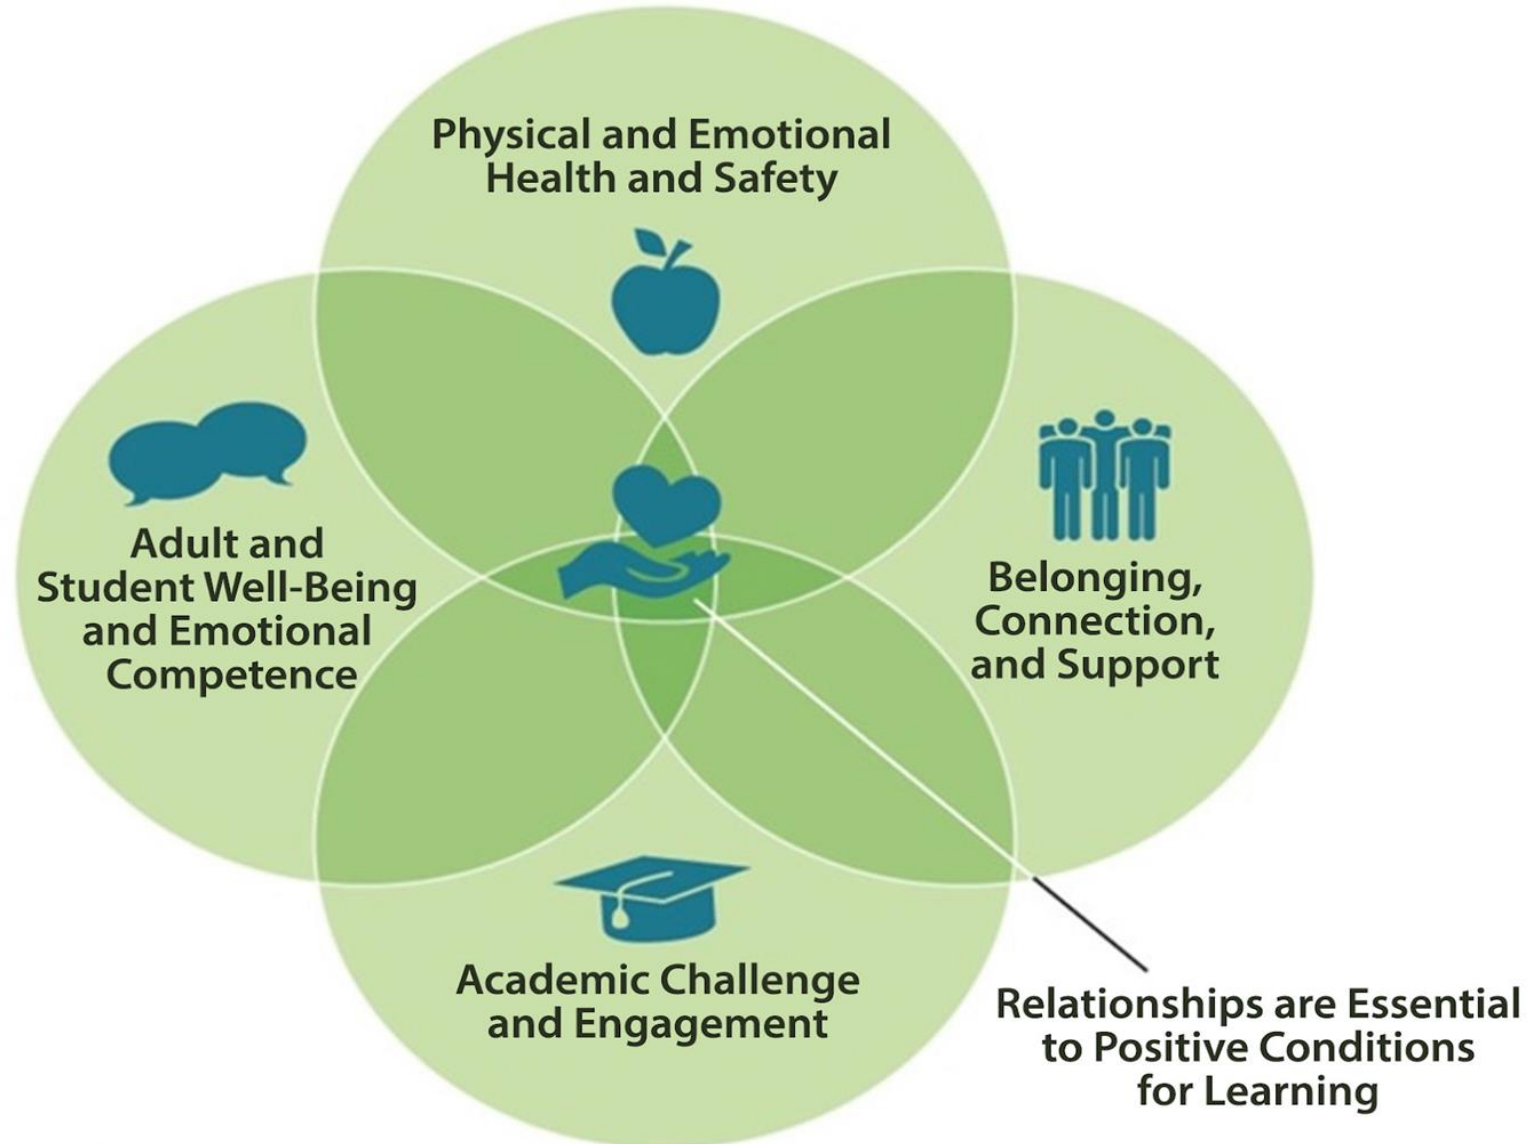 Physical and Emotional
Health and Safety
Adult and
Student Well-Being
and Emotional
Competence
Belonging,
Connection,
and Support
Academic Challenge
and Engagement
Relationships are Essential
to Positive Conditions
for Learning